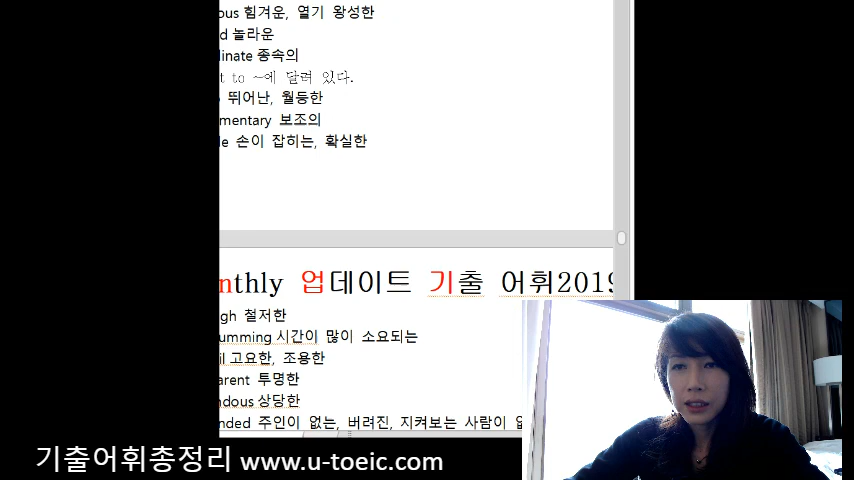 ous 힘겨운, 열기 왕성한
d 놀라운
linate 종속의
t to ~에 달려 있다.
뛰어난, 월등한
mentary 보조의
le 손이 잡히는, 확실한
nthly 업데이트 기출 어휘2019
gh 철저한
umming 시간이 많이 소요되는
il 고요한, 조용한
arent 투명한
ndous 상당한
nded 주인이 없는, 버려진, 지켜보는 사람이 없
기출어휘총정리 www.u-toeic.com